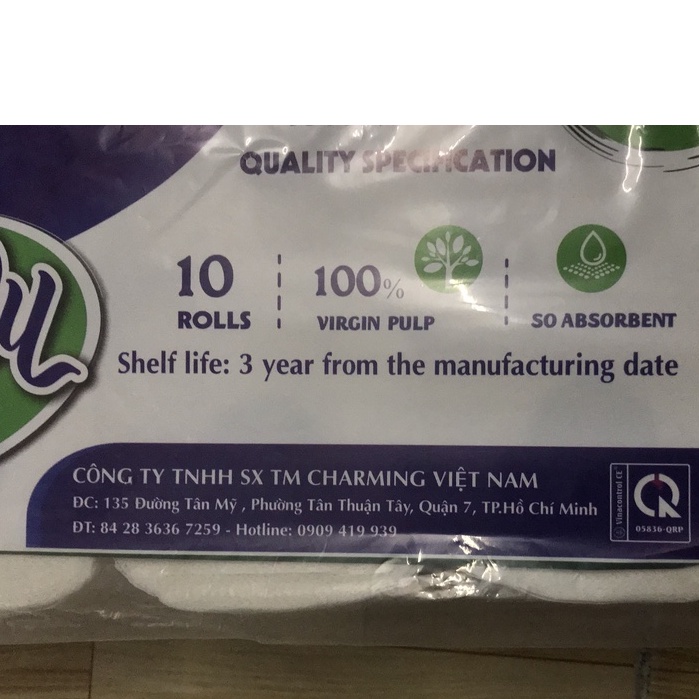 QUALITY SPECIFICATION
10
ROLLS
100%
VIRGIN PULP
SO ABSORBENT
Shelf life: 3 year from the manufacturing date
CÔNG TY TNHH SX TM CHARMING VIỆT NAM
ĐC: 135 Đường Tân Mỹ , Phường Tân Thuận Tây, Quận 7, TP.Hồ Chí Minh
ĐT: 84 28 3636 7259 - Hotline: 0909 419 939
Vinacontrol CE
05836-QRP